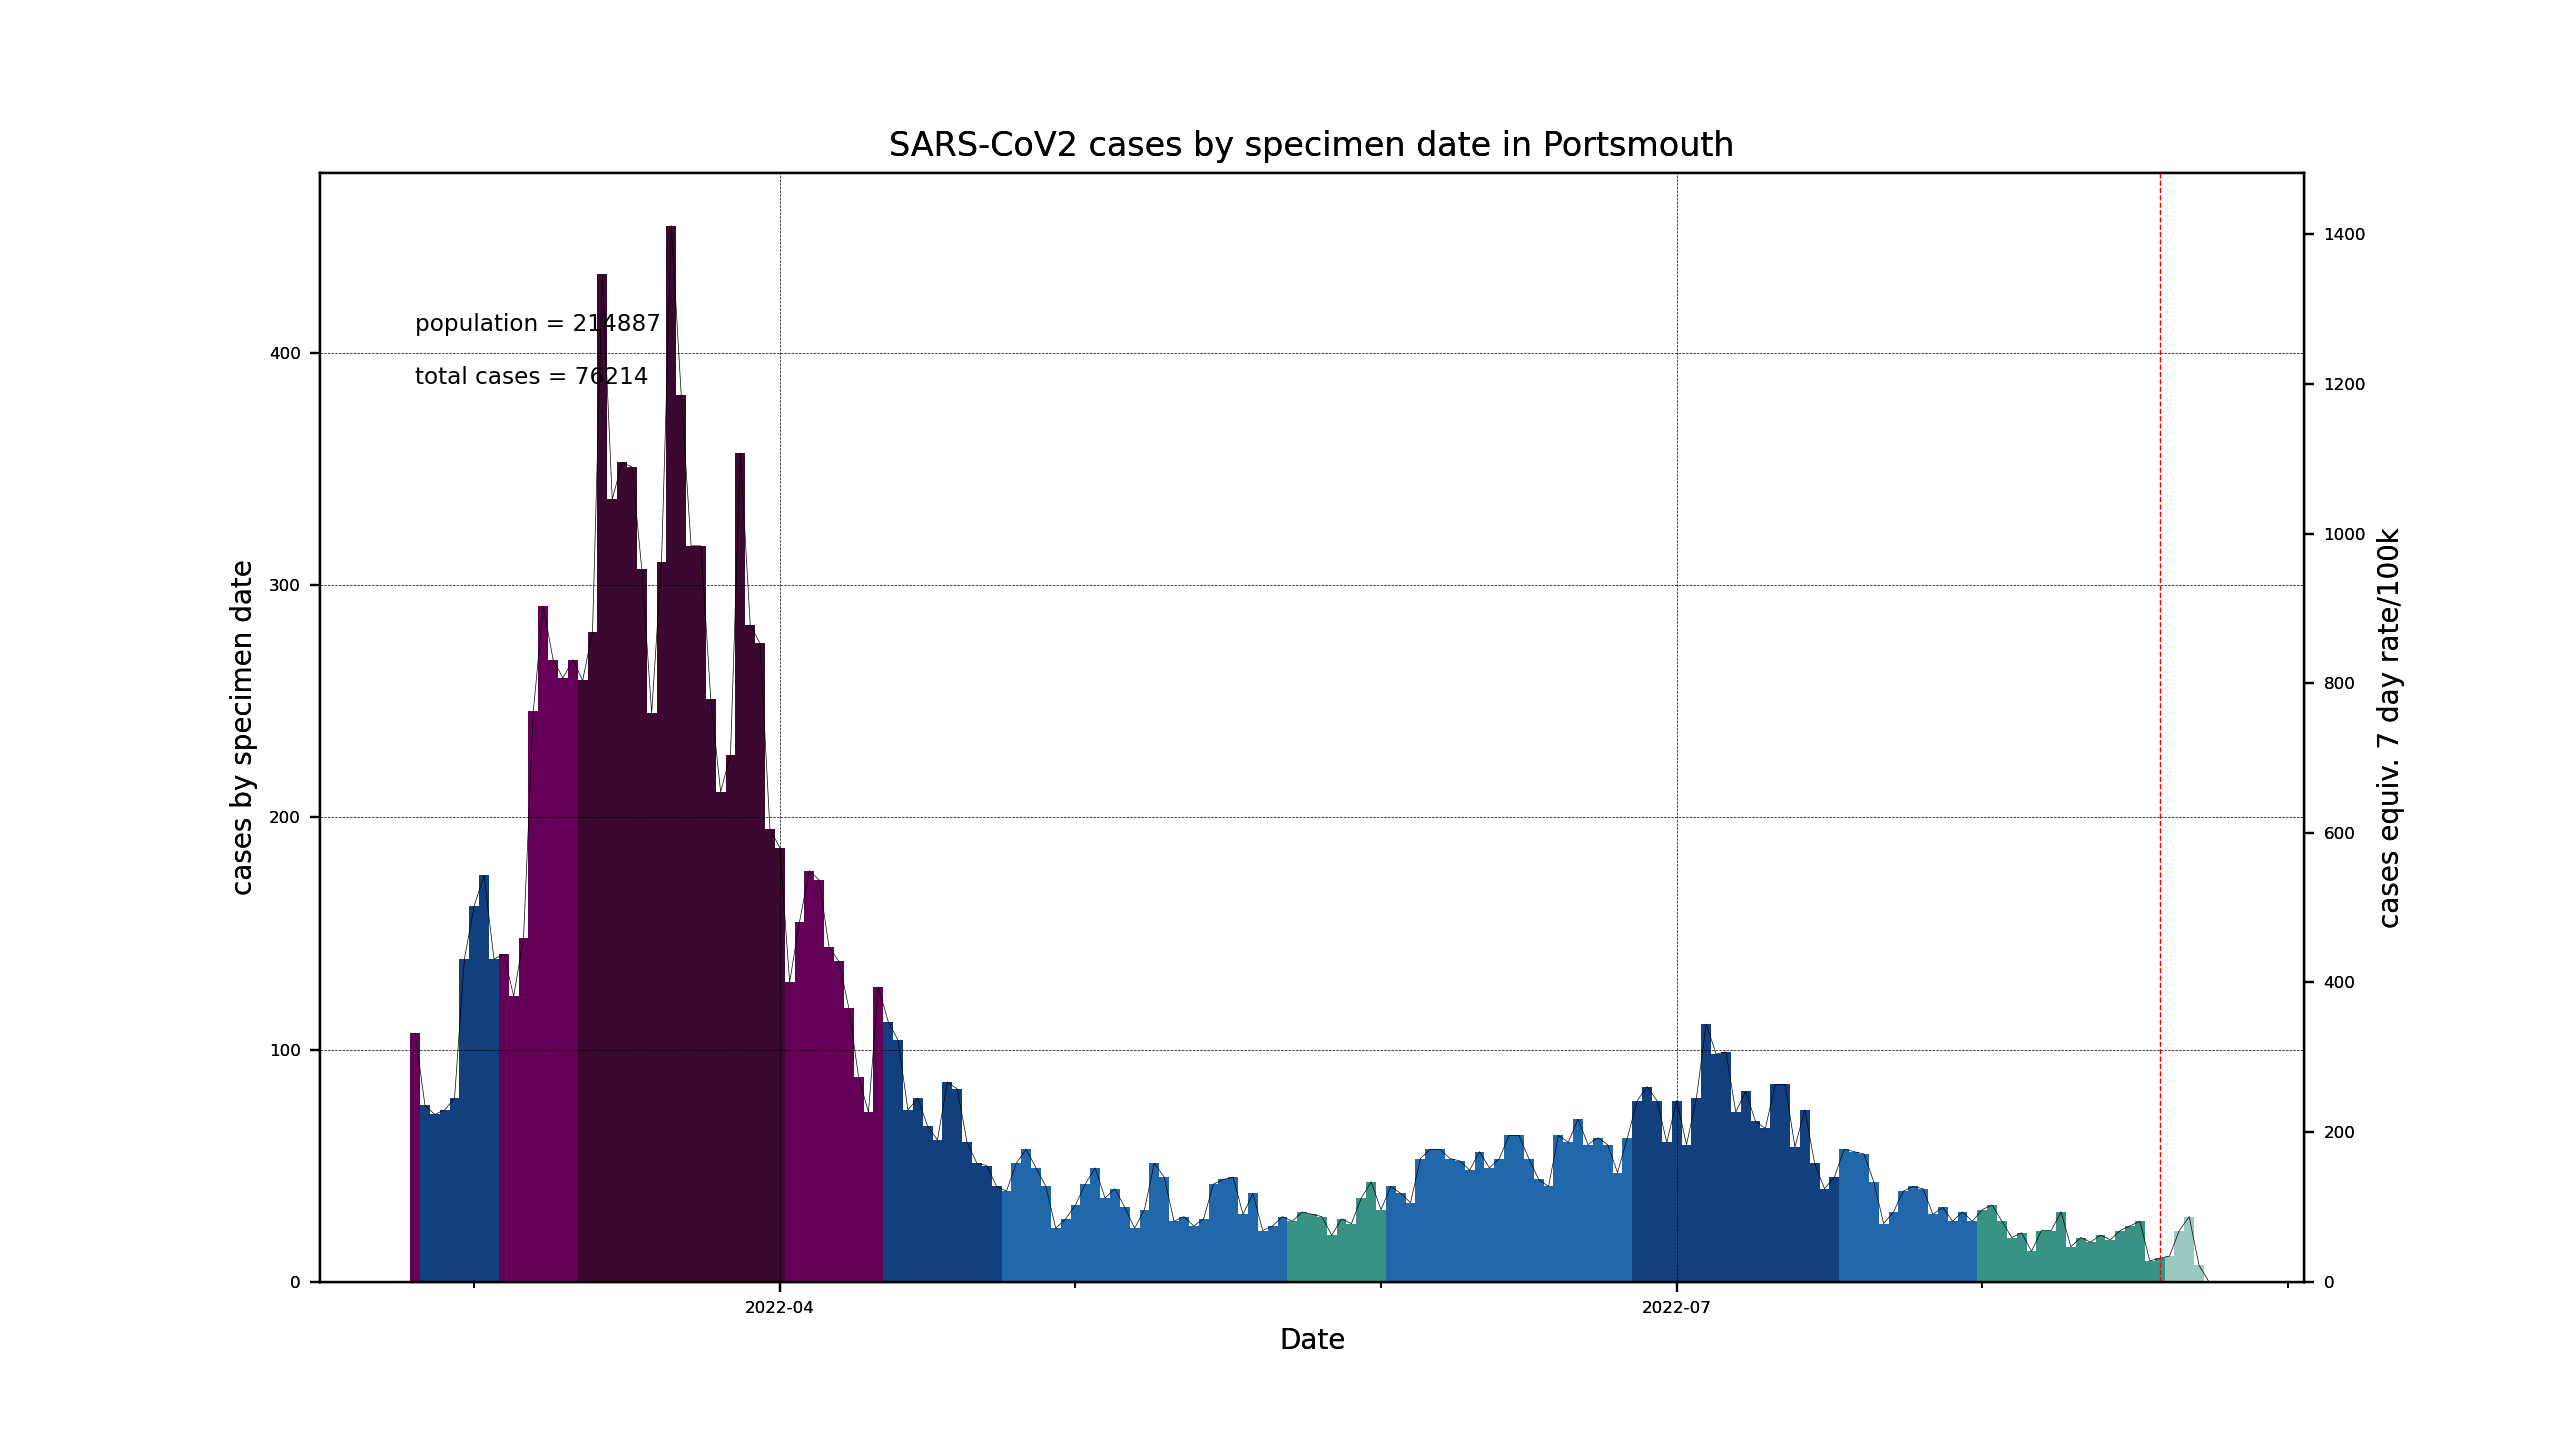 SARS-CoV2 cases by specimen date in Portsmouth
population = 214887
total cases = 76214
cases by specimen date
400
300
200
100
0
1400
1200
1000
800
600
400
200
0
cases equiv. 7 day rate/100k
2022-04
2022-07
Date